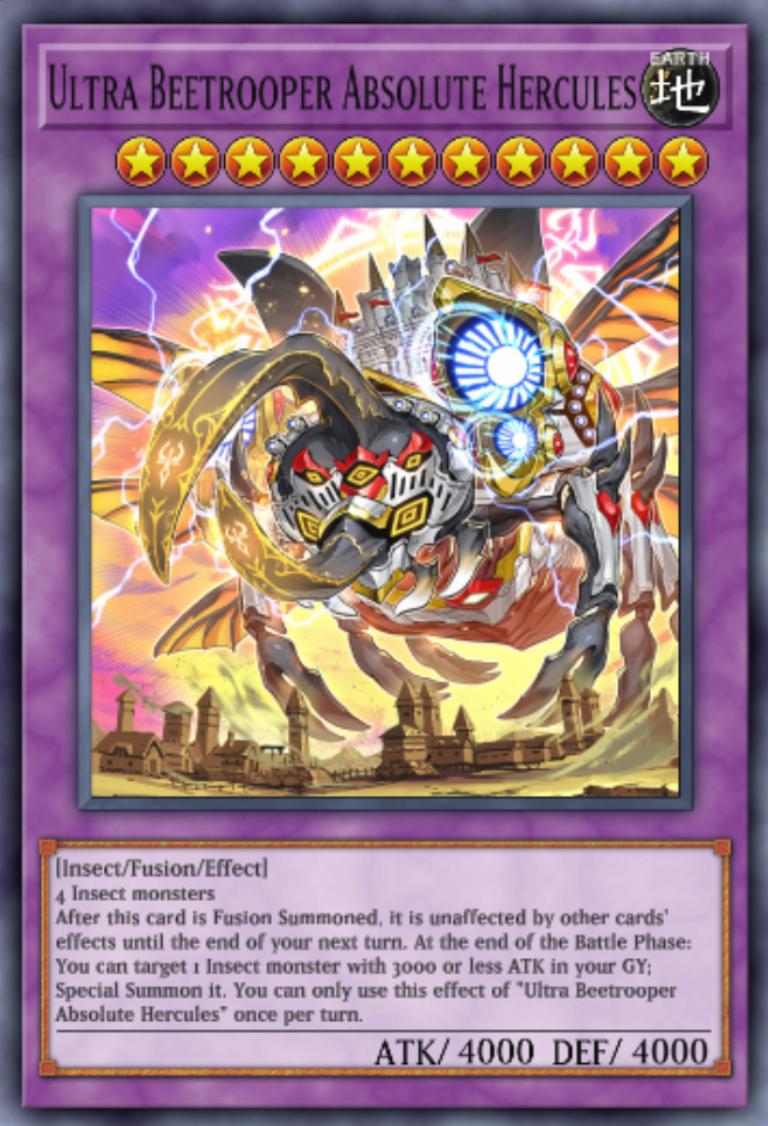 ULTRA BEETROOPER ABSOLUTE HERCULES
EARTH
地
[Insect/Fusion/Effect]
4 Insect monsters
After this card is Fusion Summoned, it is unaffected by other cards'
effects until the end of your next turn. At the end of the Battle Phase:
You can target 1 Insect monster with 3000 or less ATK in your GY;
Special Summon it. You can only use this effect of "Ultra Beetrooper
Absolute Hercules" once per turn.
ATK/ 4000 DEF/ 4000